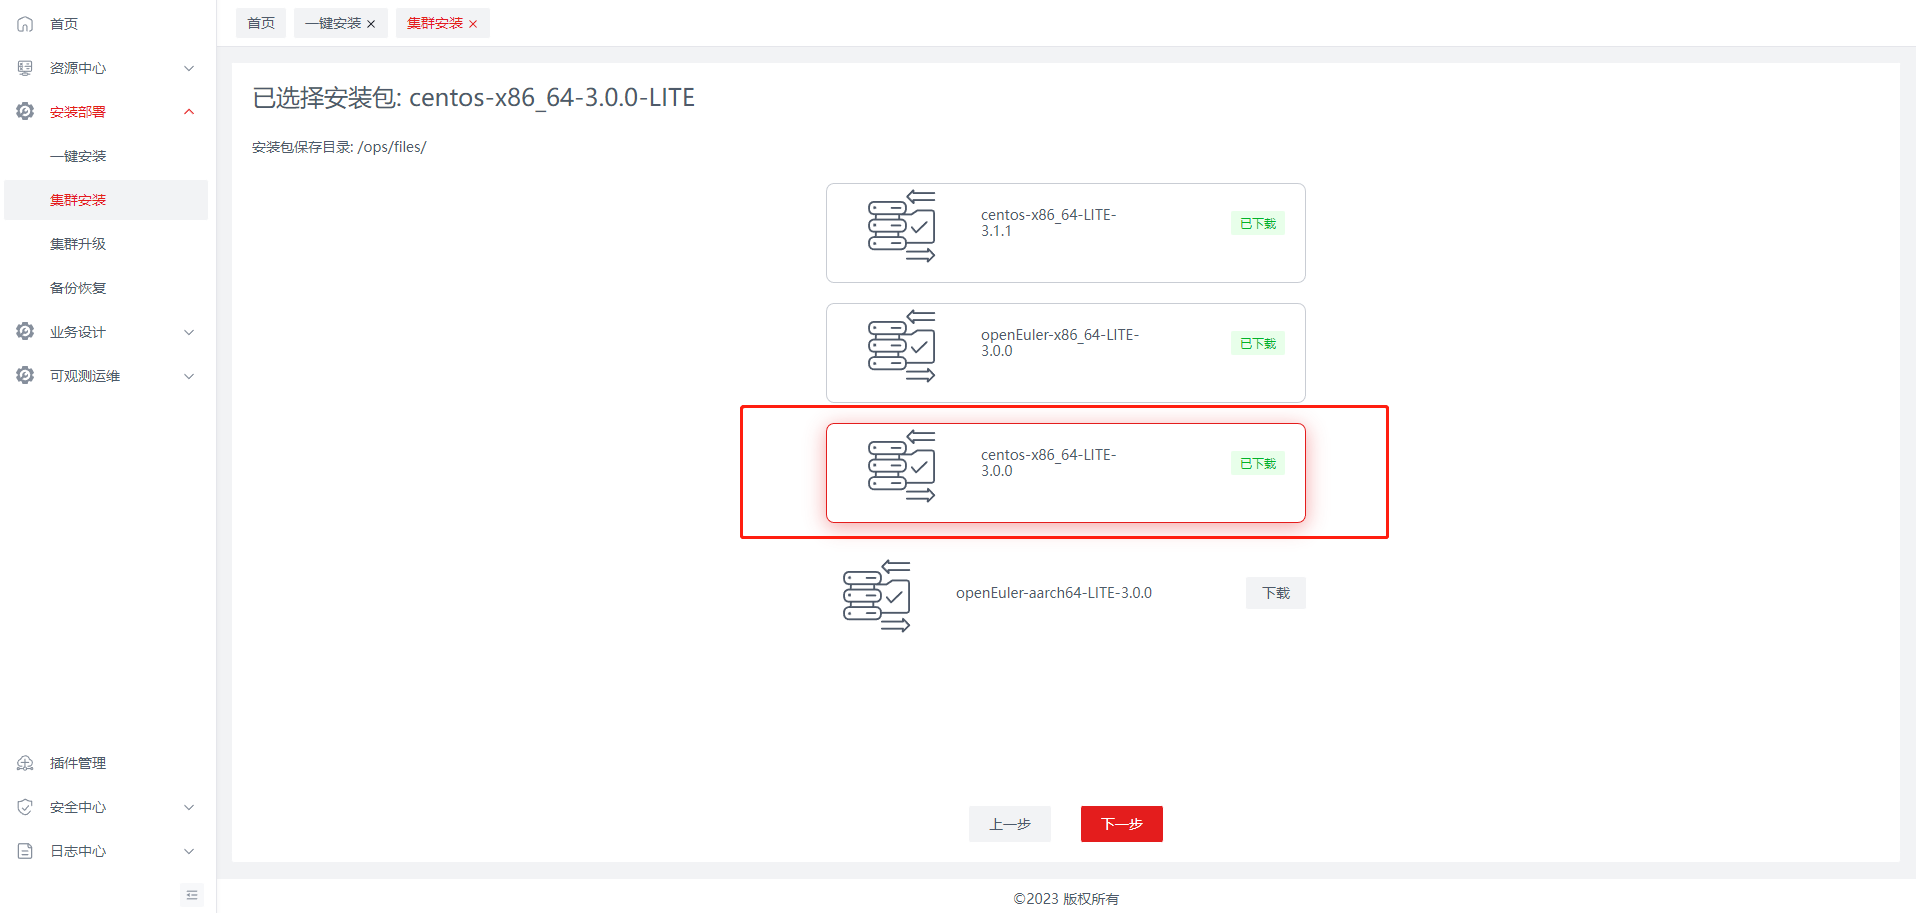 首页
资源中心
安装部署
一键安装
集群安装
集群升级
备份恢复
业务设计
可观测运维
插件管理
安全中心
日志中心
首页
一键安装 ×
集群安装 ×
已选择安装包: centos-x86_64-3.0.0-LITE
安装包保存目录: /ops/files/
centos-x86_64-LITE-
3.1.1
已下载
openEuler-x86_64-LITE-
3.0.0
已下载
centos-x86_64-LITE-
3.0.0
已下载
openEuler-aarch64-LITE-3.0.0
下载
上一步
下一步
©2023 版权所有